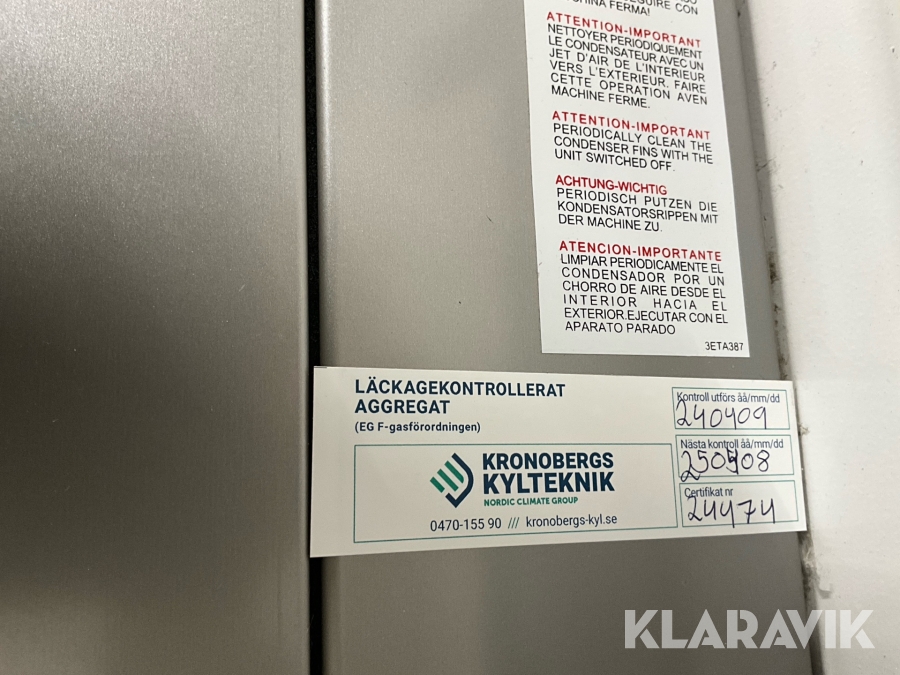 SEGUIRE CON
MACCHINA FERMA!
ATTENTION-IMPORTANT
NETTOYER PERIODIQUEMENT
LE CONDENSATEUR AVEC UN
JET D'AIR DE L'INTERIEUR
VERS L'EXTERIEUR. FAIRE
CETTE OPERATION AVEN
MACHINE FERME.
ATTENTION-IMPORTANT
PERIODICALLY CLEAN THE
CONDENSER FINS WITH THE
UNIT SWITCHED OFF.
ACHTUNG-WICHTIG
PERIODISCH PUTZEN DIE
KONDENSATORSRIPPEN MIT
DER MACHINE ZU.
ATENCION-IMPORTANTE
LIMPIAR PERIODICAMENTE EL
CONDENSADOR POR UN
CHORRO DE AIRE DESDE EL
INTERIOR HACIA EL
EXTERIOR.EJECUTAR CON EL
APARATO PARADO
3ETA387
LÄCKAGEKONTROLLERAT
AGGREGAT
(EG F-gasförordningen)
KRONOBERGS
KYLTEKNIK
NORDIC CLIMATE GROUP
0470-155 90 /// kronobergs-kyl.se
Kontroll utförs åå/mm/dd
240409
Nästa kontroll åå/mm/dd
250408
Certifikat nr
24474
KLARAVIK